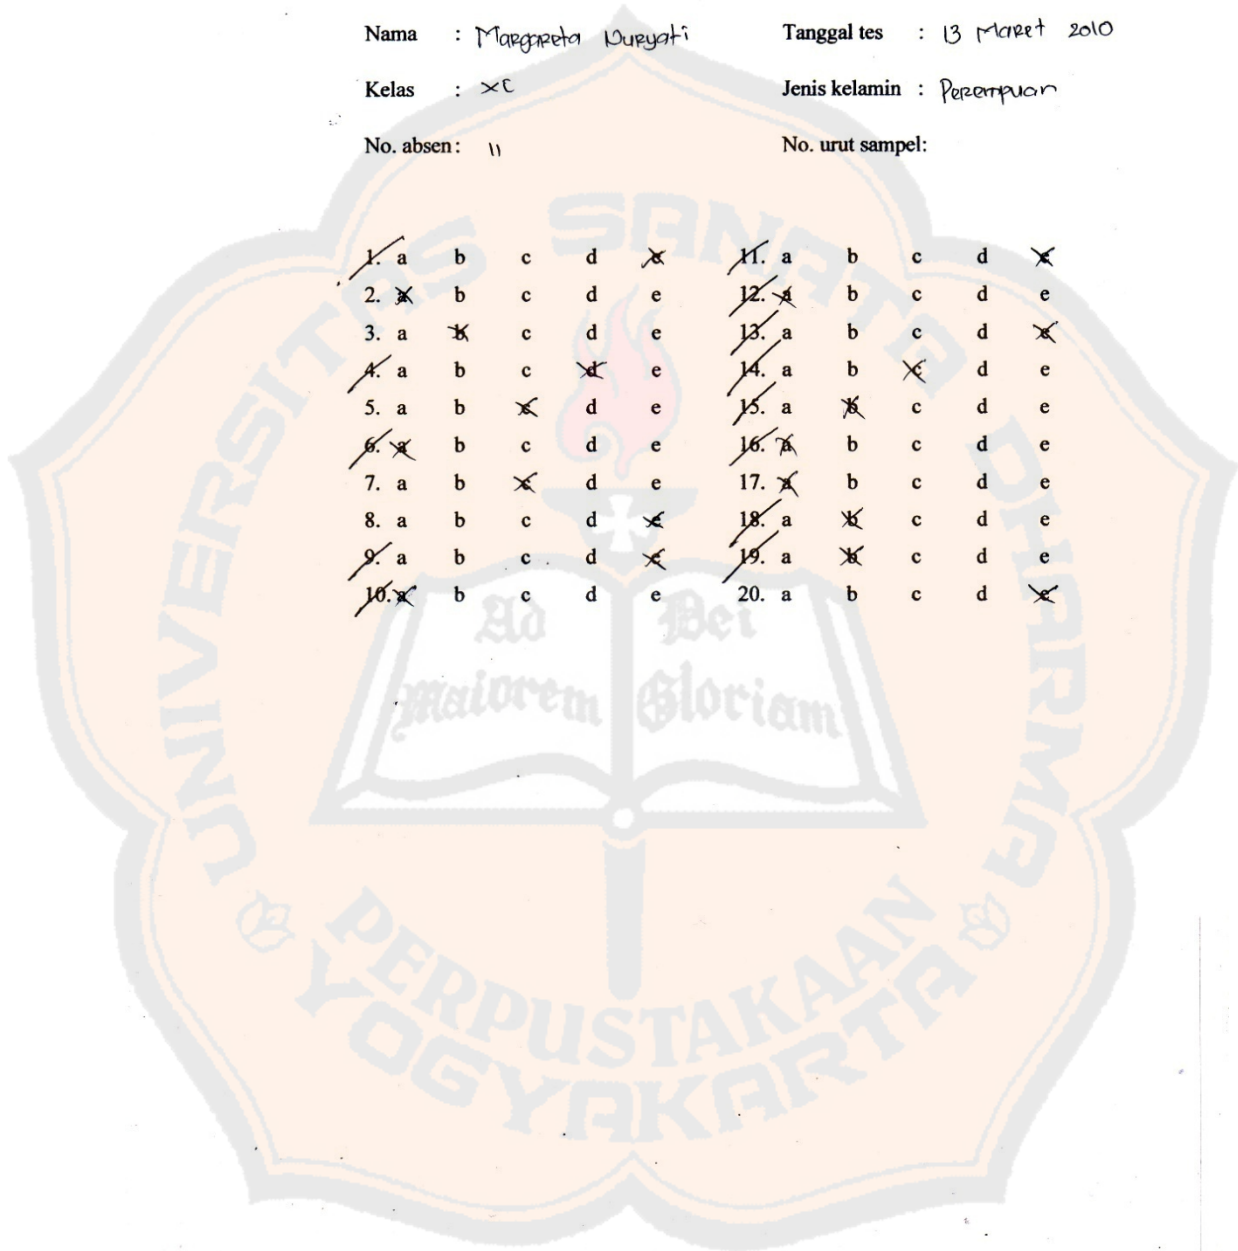 Nama : Margareta Nuryati Tanggal tes : 13 Maret 2010
Kelas : XC Jenis kelamin : Perempuan
No. absen : 11 No. urut sampel:
1. a b c d e 11. a b c d e
2. a b c d e 12. a b c d e
3. a b c d e 13. a b c d e
4. a b c d e 14. a b c d e
5. a b c d e 15. a b c d e
6. a b c d e 16. a b c d e
7. a b c d e 17. a b c d e
8. a b c d e 18. a b c d e
9. a b c d e 19. a b c d e
10. a b c d e 20. a b c d e
UNIVERSITAS SANATA DHARMA
Ad Dei
Maiorem Gloriam
PERPUSTAKAAN
YOGYAKARTA